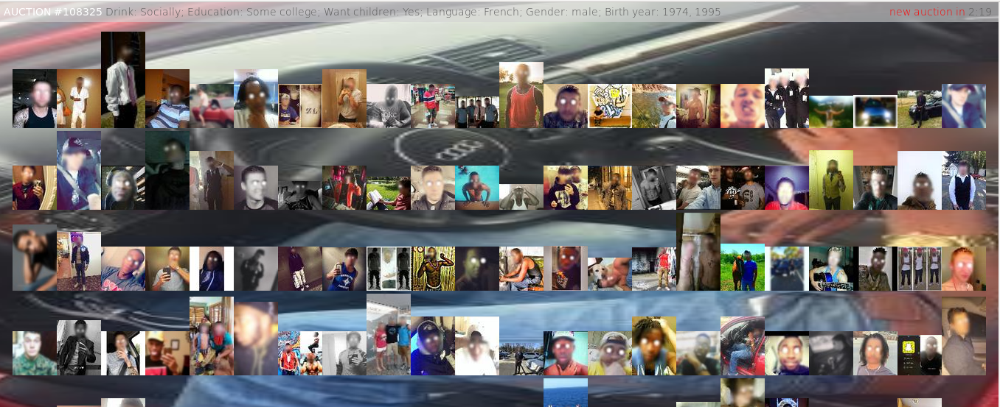 AUCTION #108325 Drink: Socially; Education: Some college; Want children: Yes; Language: French; Gender: male; Birth year: 1974, 1995 new auction in 2:19